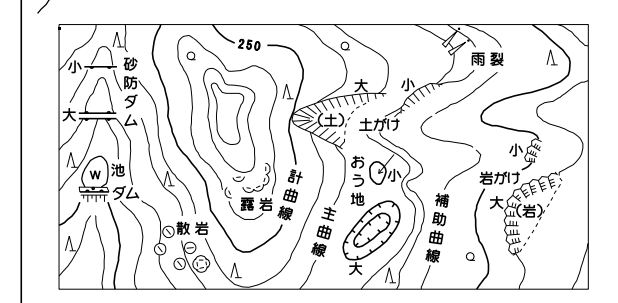 250
小
砂防ダム
大
池
W
ダム
散岩
露岩
計曲線
主曲線
大
小
(土)
土がけ
おう地
小
大
補助曲線
雨裂
小
岩がけ
大
(岩)